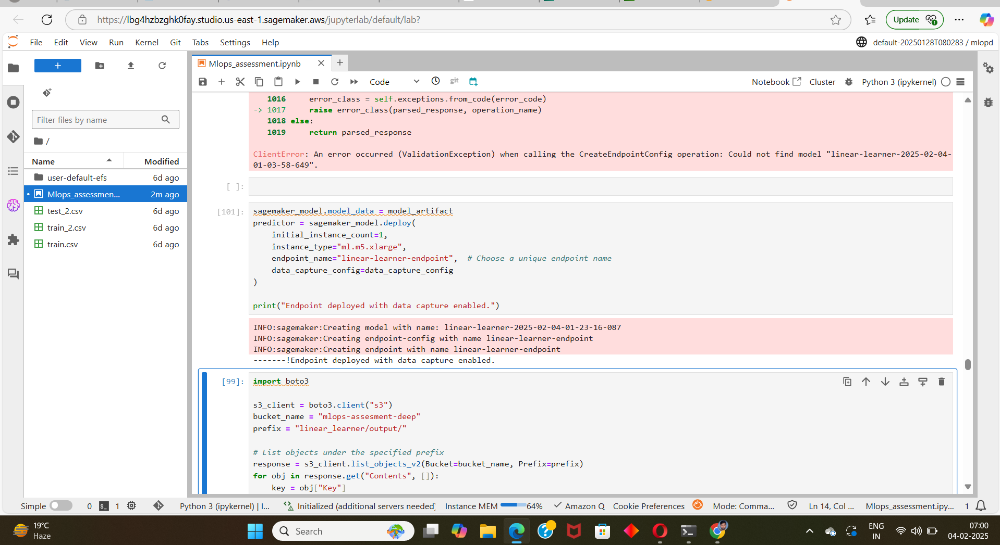 https://lbg4hzbzghk0fay.studio.us-east-1.sagemaker.aws/jupyterlab/default/lab?
Update
File Edit View Run Kernel Git Tabs Settings Help
default-20250128T080283 / mlopd
+
Mlops_assessment.ipynb
Code
git
Notebook
Cluster
Python 3 (ipykernel)
Filter files by name
/
Name Modified
user-default-efs 6d ago
Mlops_assessmen... 2m ago
test_2.csv 6d ago
train_2.csv 6d ago
train.csv 6d ago
1016 error_class = self.exceptions.from_code(error_code)
-> 1017 raise error_class(parsed_response, operation_name)
1018 else:
1019 return parsed_response
ClientError: An error occurred (ValidationException) when calling the CreateEndpointConfig operation: Could not find model "linear-learner-2025-02-04-
01-03-58-649".
[ ]:
[101]: sagemaker_model.model_data = model_artifact
predictor = sagemaker_model.deploy(
initial_instance_count=1,
instance_type="ml.m5.xlarge",
endpoint_name="linear-learner-endpoint", # Choose a unique endpoint name
data_capture_config=data_capture_config
)
print("Endpoint deployed with data capture enabled.")
INFO:sagemaker:Creating model with name: linear-learner-2025-02-04-01-23-16-087
INFO:sagemaker:Creating endpoint-config with name linear-learner-endpoint
INFO:sagemaker:Creating endpoint with name linear-learner-endpoint
-------!Endpoint deployed with data capture enabled.
[99]: import boto3
s3_client = boto3.client("s3")
bucket_name = "mlops-assesment-deep"
prefix = "linear_learner/output/"
# List objects under the specified prefix
response = s3_client.list_objects_v2(Bucket=bucket_name, Prefix=prefix)
for obj in response.get("Contents", []):
key = obj["Key"]
Simple 0 $_ 1 Python 3 (ipykernel) | I... Initialized (additional servers needed) Instance MEM 64% Amazon Q Cookie Preferences Mode: Comma... Ln 14, Col ... Mlops_assessment.ipy... 1
19°C
Haze
Search
ENG
IN
07:00
04-02-2025